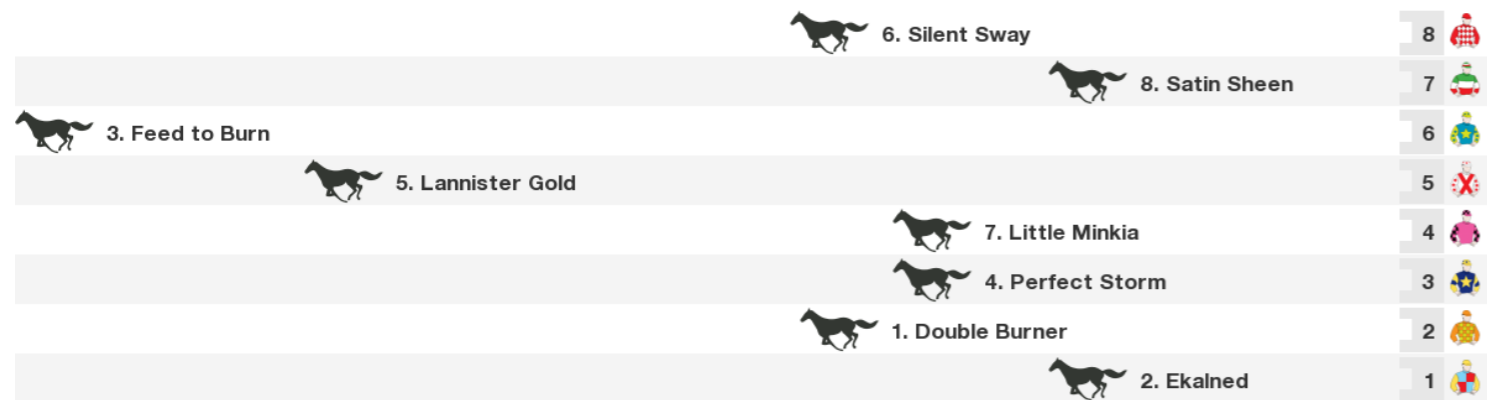 6. Silent Sway 8
8. Satin Sheen 7
3. Feed to Burn 6
5. Lannister Gold 5
7. Little Minkia 4
4. Perfect Storm 3
1. Double Burner 2
2. Ekalned 1